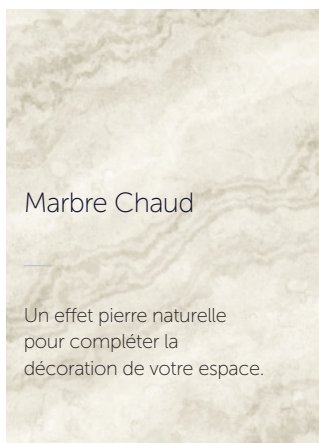 Marbre Chaud
Un effet pierre naturelle
pour compléter la
décoration de votre espace.